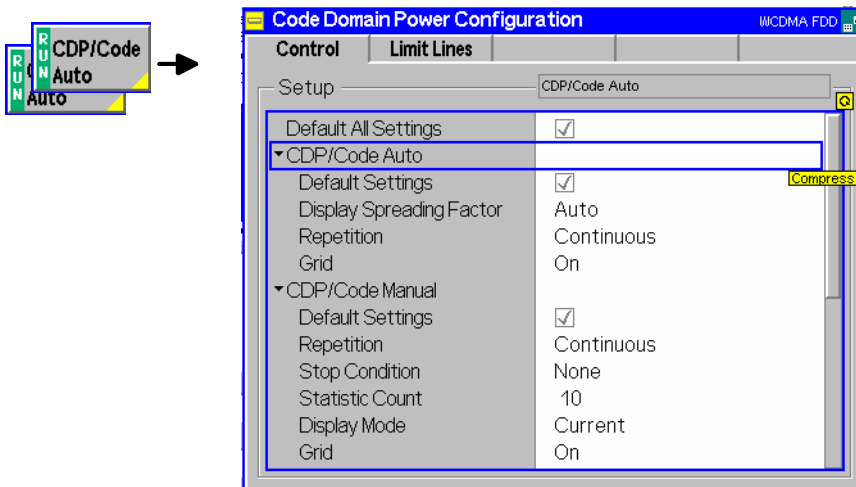 RUN CDP/Code Auto
RUN Auto
Code Domain Power Configuration WCDMA FDD
Control Limit Lines
Setup CDP/Code Auto
Default All Settings
CDP/Code Auto
Compress
Default Settings
Display Spreading Factor Auto
Repetition Continuous
Grid On
CDP/Code Manual
Default Settings
Repetition Continuous
Stop Condition None
Statistic Count 10
Display Mode Current
Grid On